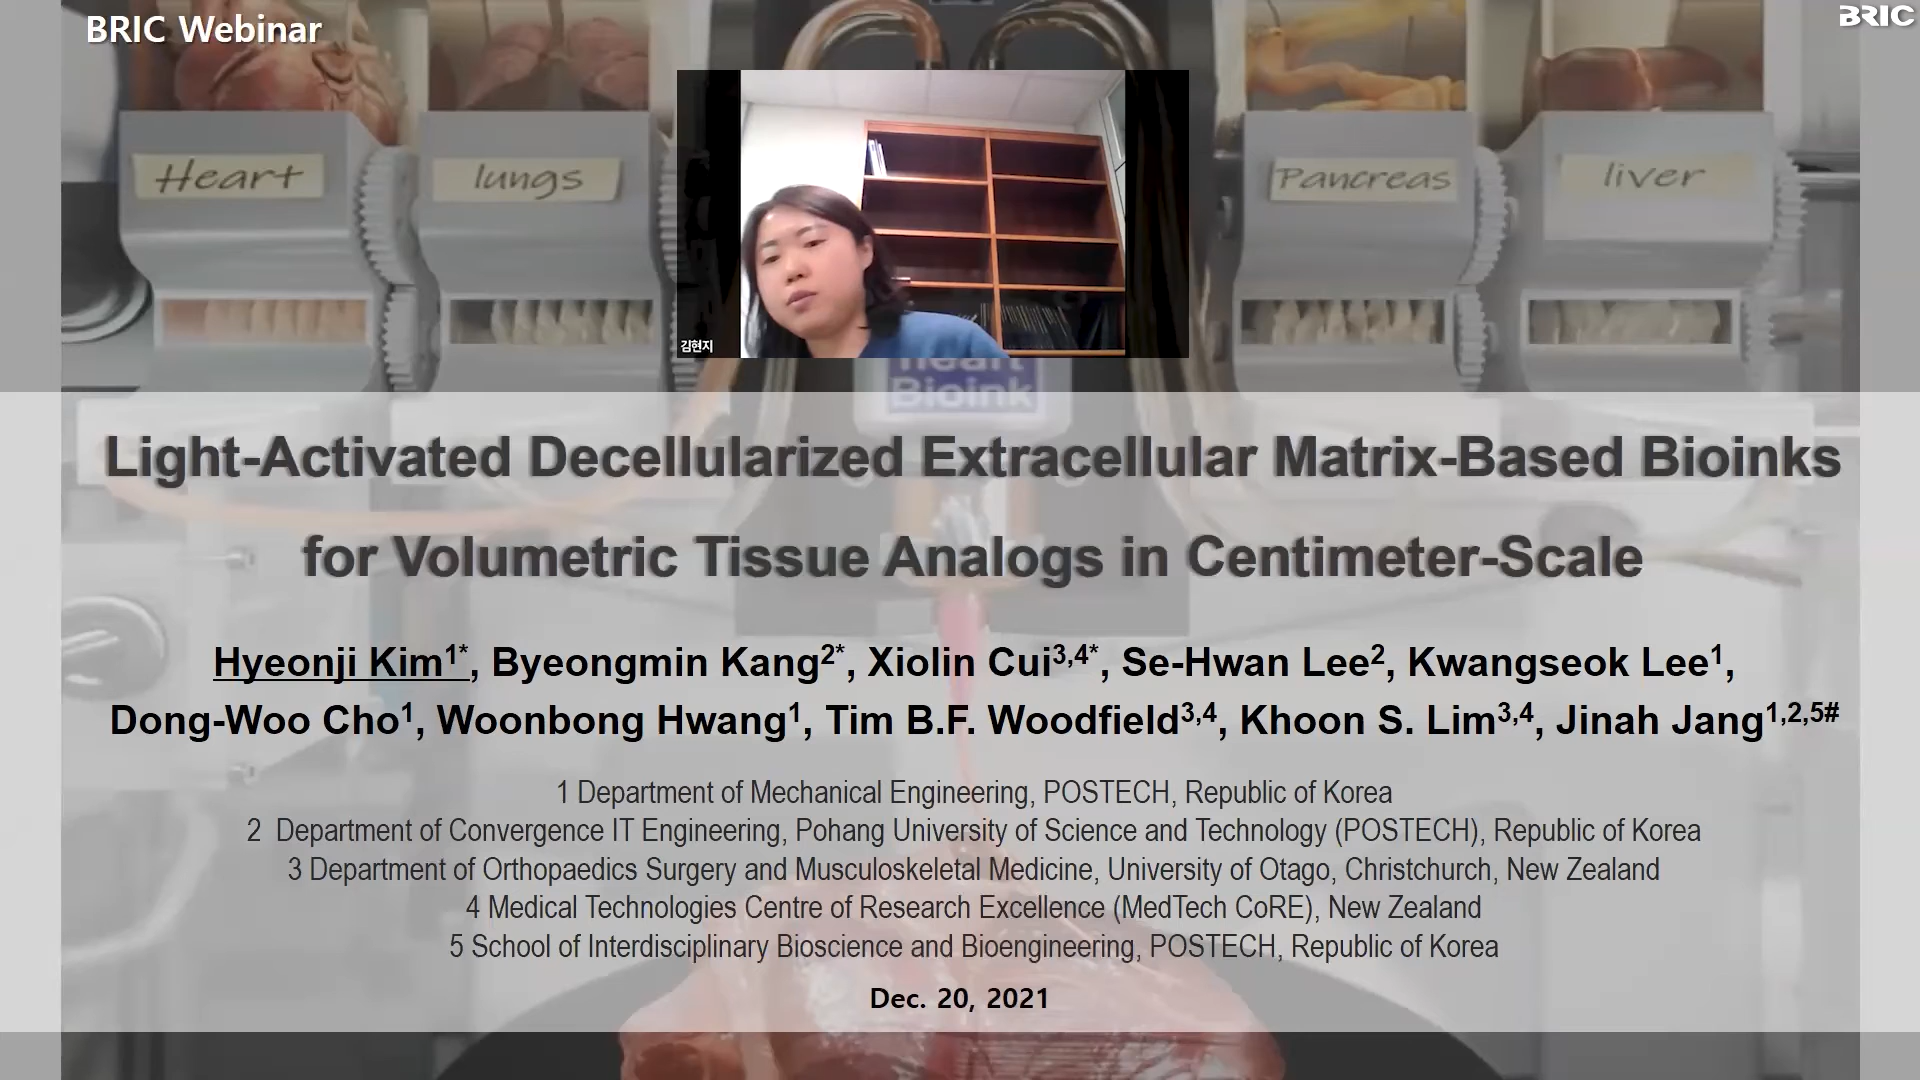 BRIC Webinar
BRIC
Heart
lungs
Pancreas
liver
김현지
Heart
Bioink
Light-Activated Decellularized Extracellular Matrix-Based Bioinks
for Volumetric Tissue Analogs in Centimeter-Scale
Hyeonji Kim1*, Byeongmin Kang2*, Xiolin Cui3,4*, Se-Hwan Lee2, Kwangseok Lee1,
Dong-Woo Cho1, Woonbong Hwang1, Tim B.F. Woodfield3,4, Khoon S. Lim3,4, Jinah Jang1,2,5#
1 Department of Mechanical Engineering, POSTECH, Republic of Korea
2 Department of Convergence IT Engineering, Pohang University of Science and Technology (POSTECH), Republic of Korea
3 Department of Orthopaedics Surgery and Musculoskeletal Medicine, University of Otago, Christchurch, New Zealand
4 Medical Technologies Centre of Research Excellence (MedTech CoRE), New Zealand
5 School of Interdisciplinary Bioscience and Bioengineering, POSTECH, Republic of Korea
Dec. 20, 2021